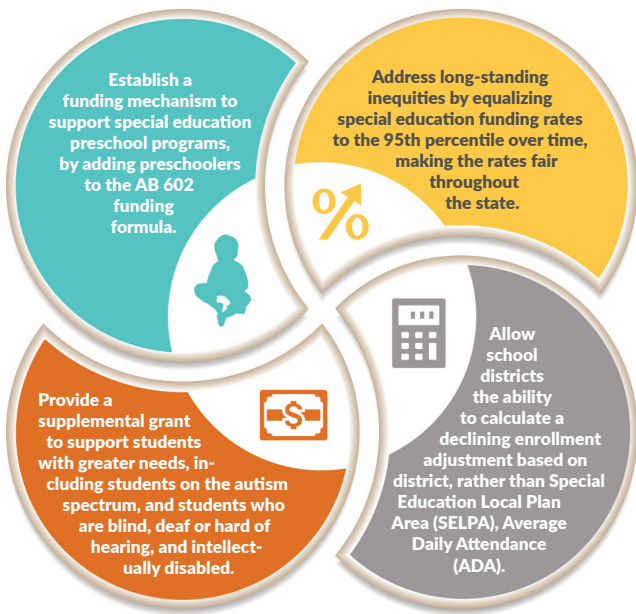 Establish a
funding mechanism to
support special education
preschool programs,
by adding preschoolers
to the AB 602
funding
formula.
Address long-standing
inequities by equalizing
special education funding rates
to the 95th percentile over time,
making the rates fair
throughout
the state.
%
Provide a
supplemental grant
to support students
with greater needs, in-
cluding students on the autism
spectrum, and students who
are blind, deaf or hard of
hearing, and intellect-
ually disabled.
$
Allow
school
districts
the ability
to calculate a
declining enrollment
adjustment based on
district, rather than Special
Education Local Plan
Area (SELPA), Average
Daily Attendance
(ADA).